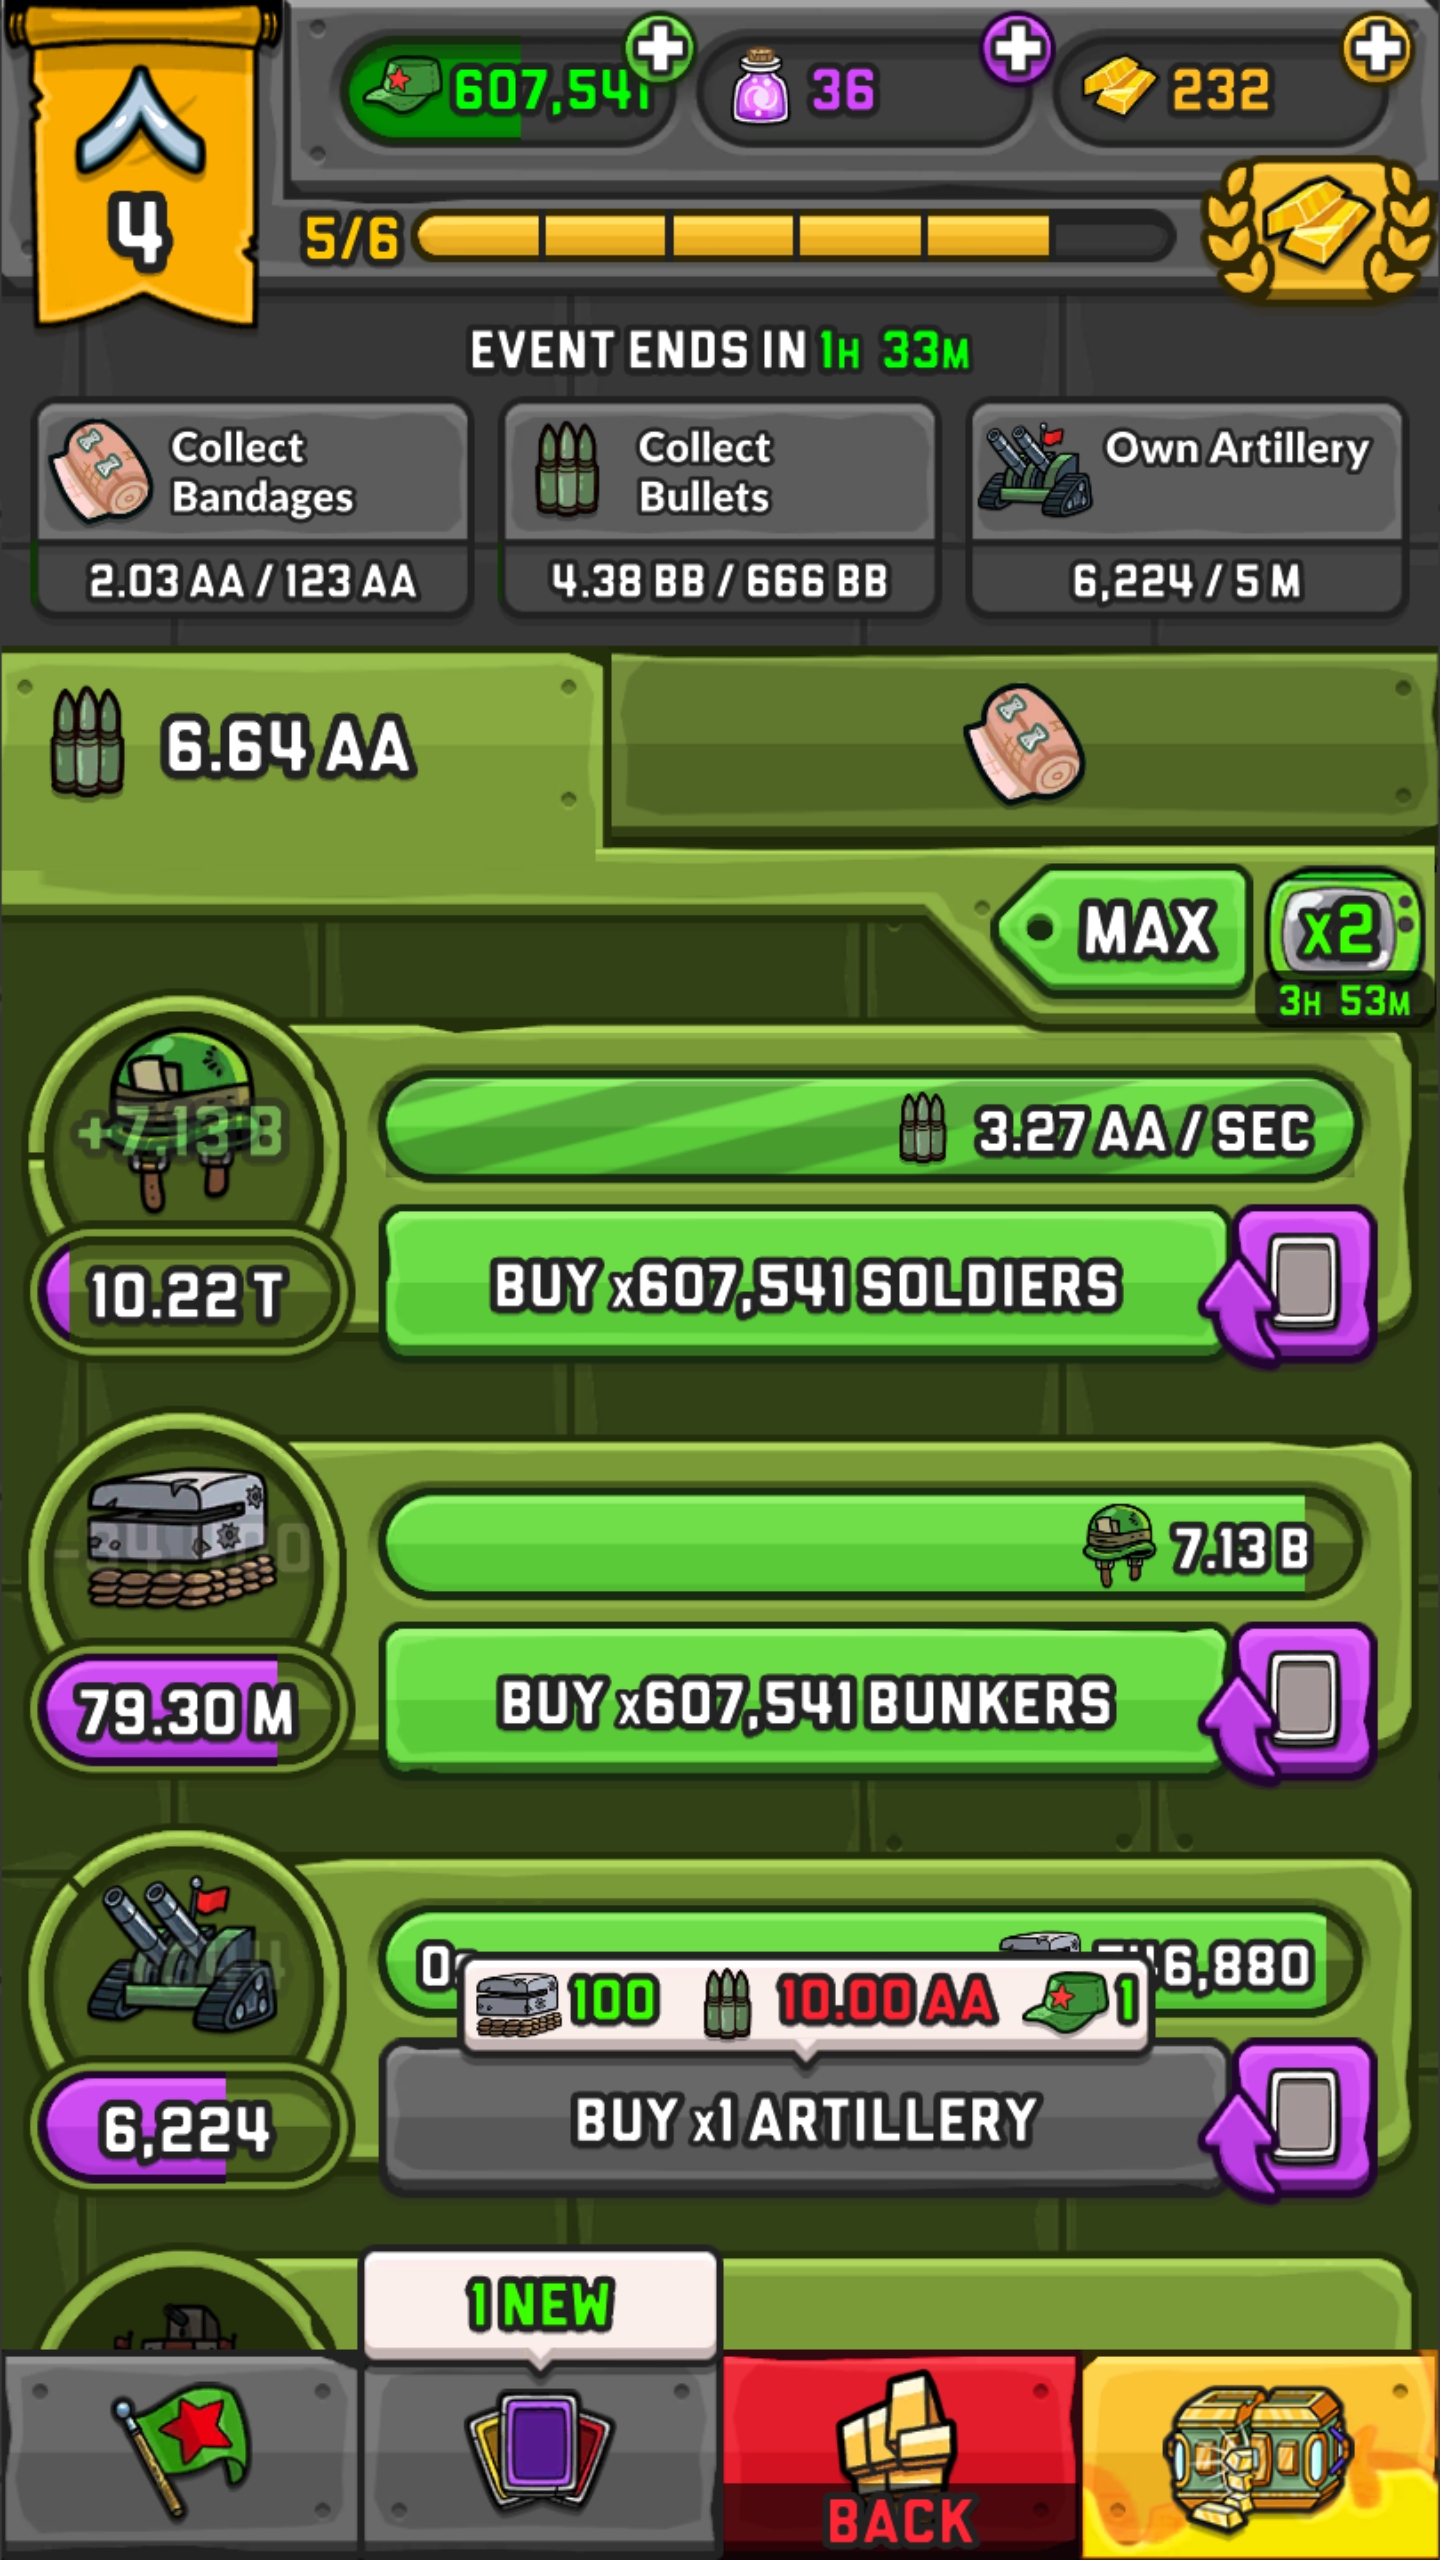 607,541
36
232
4
5/6
EVENT ENDS IN 1H 33M
Collect
Bandages
2.03 AA / 123 AA
Collect
Bullets
4.38 BB / 666 BB
Own Artillery
6,224 / 5 M
6.64 AA
MAX
x2
3H 53M
+7.13 B
3.27 AA / SEC
10.22 T
BUY x607,541 SOLDIERS
7.13 B
79.30 M
BUY x607,541 BUNKERS
6,880
100
10.00 AA
1
6,224
BUY x1 ARTILLERY
1 NEW
BACK